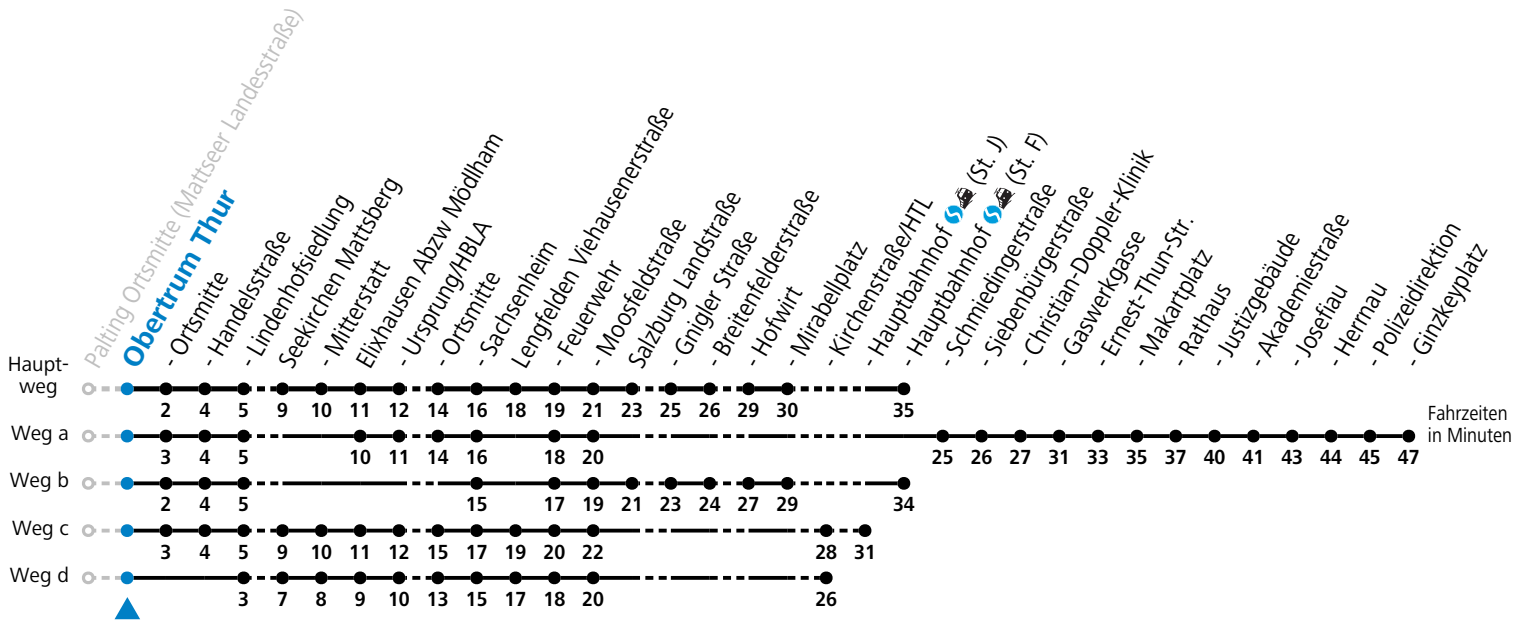 Palting Ortsmitte (Mattseer Landesstraße)
Obertrum Thur
- Ortsmitte
- Handelsstraße
- Lindenhofsiedlung
Seekirchen Mattsberg
- Mitterstatt
Elixhausen Abzw Mödlham
- Ursprung/HBLA
- Ortsmitte
- Sachsenheim
Lengfelden Viehausenerstraße
- Feuerwehr
- Moosfeldstraße
Salzburg Landstraße
- Gnigler Straße
- Breitenfelderstraße
- Hofwirt
- Mirabellplatz
- Kirchenstraße/HTL
- Hauptbahnhof (St. J)
- Hauptbahnhof (St. F)
- Schmiedingerstraße
- Siebenbürgerstraße
- Christian-Doppler-Klinik
- Gaswerkgasse
- Ernest-Thun-Str.
- Makartplatz
- Rathaus
- Justizgebäude
- Akademiestraße
- Josefiau
- Herrnau
- Polizeidirektion
- Ginzkeyplatz
Haupt-
weg
2 4 5 9 10 11 12 14 16 18 19 21 23 25 26 29 30 35
Weg a
3 4 5 10 11 14 16 18 20 25 26 27 31 33 35 37 40 41 43 44 45 47
Fahrzeiten
in Minuten
Weg b
2 4 5 15 17 19 21 23 24 27 29 34
Weg c
3 4 5 9 10 11 12 15 17 19 20 22 28 31
Weg d
3 7 8 9 10 13 15 17 18 20 26